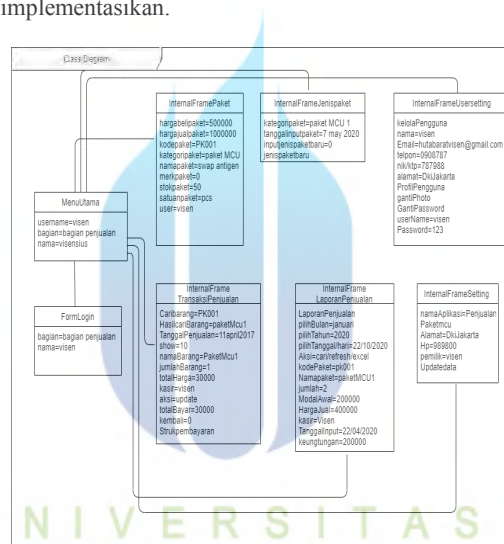 implementasikan.
Class Diagram
InternalFramePaket
hargabelipaket=500000
hargajualpaket=1000000
kodepaket=PK001
kategoripaket=paket MCU
namapaket=swap antigen
merkpaket=0
stokpaket=50
satuanpaket=pcs
user=visen
InternalFrameJenispaket
kategoripaket=paket MCU 1
tanggalinputpaket=7 may 2020
inputjenispaketbaru=0
jenispaketbaru
InternalFrameUsersetting
kelolaPengguna
nama=visen
Email=hutabaratvisen@gmail.com
telpon=0908787
nik/ktp=787988
alamat=DkiJakarta
ProfilPengguna
gantiPhoto
GantiPassword
userName=visen
Password=123
MenuUtama
username=visen
bagian=bagian penjualan
nama=visensius
FormLogin
bagian=bagian penjualan
nama=visen
InternalFrame
TransaksiPenjualan
Caribarang=PK001
HasilcariBarang=paketMcu1
TanggalPenjualan=11april2017
show=10
namaBarang=PaketMcu1
jumlahBarang=1
totalHarga=30000
kasir=visen
aksi=update
totalBayar=30000
kembali=0
Strukpembayaran
InternalFrame
LaporanPenjualan
LaporanPenjualan
pilihBulan=januari
pilihTahun=2020
pilihTanggal/hari=22/10/2020
Aksi=cari/refresh/excel
kodePaket=pk001
Namapaket=paketMCU1
jumlah=2
ModalAwal=200000
HargaJual=400000
kasir=Visen
TanggalInput=22/04/2020
keungtungan=200000
InternalFrameSetting
namaAplikasi=Penjualan
Paketmcu
Alamat=DkiJakarta
Hp=989800
pemilik=visen
Updatedata
NIVERSITAS